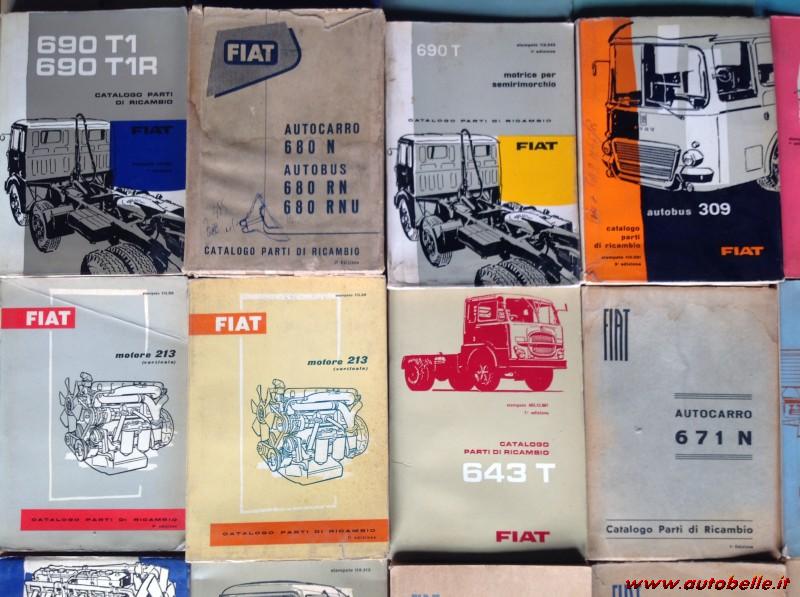 690 T1
690 T1R
CATALOGO PARTI
DI RICAMBIO
FIAT
FIAT
AUTOCARRO
680 N
AUTOBUS
680 RN
680 RNU
CATALOGO PARTI DI RICAMBIO
690 T
motrice per
semirimorchio
CATALOGO PARTI DI RICAMBIO
FIAT
autobus 309
catalogo
parti
di ricambio
FIAT
FIAT
motore 213
(verticale)
CATALOGO PARTI DI RICAMBIO
FIAT
motore 213
(verticale)
CATALOGO PARTI DI RICAMBIO
CATALOGO
PARTI DI RICAMBIO
643 T
FIAT
FIAT
AUTOCARRO
671 N
Catalogo Parti di Ricambio
FIAT
FIAT
www.autobelle.it